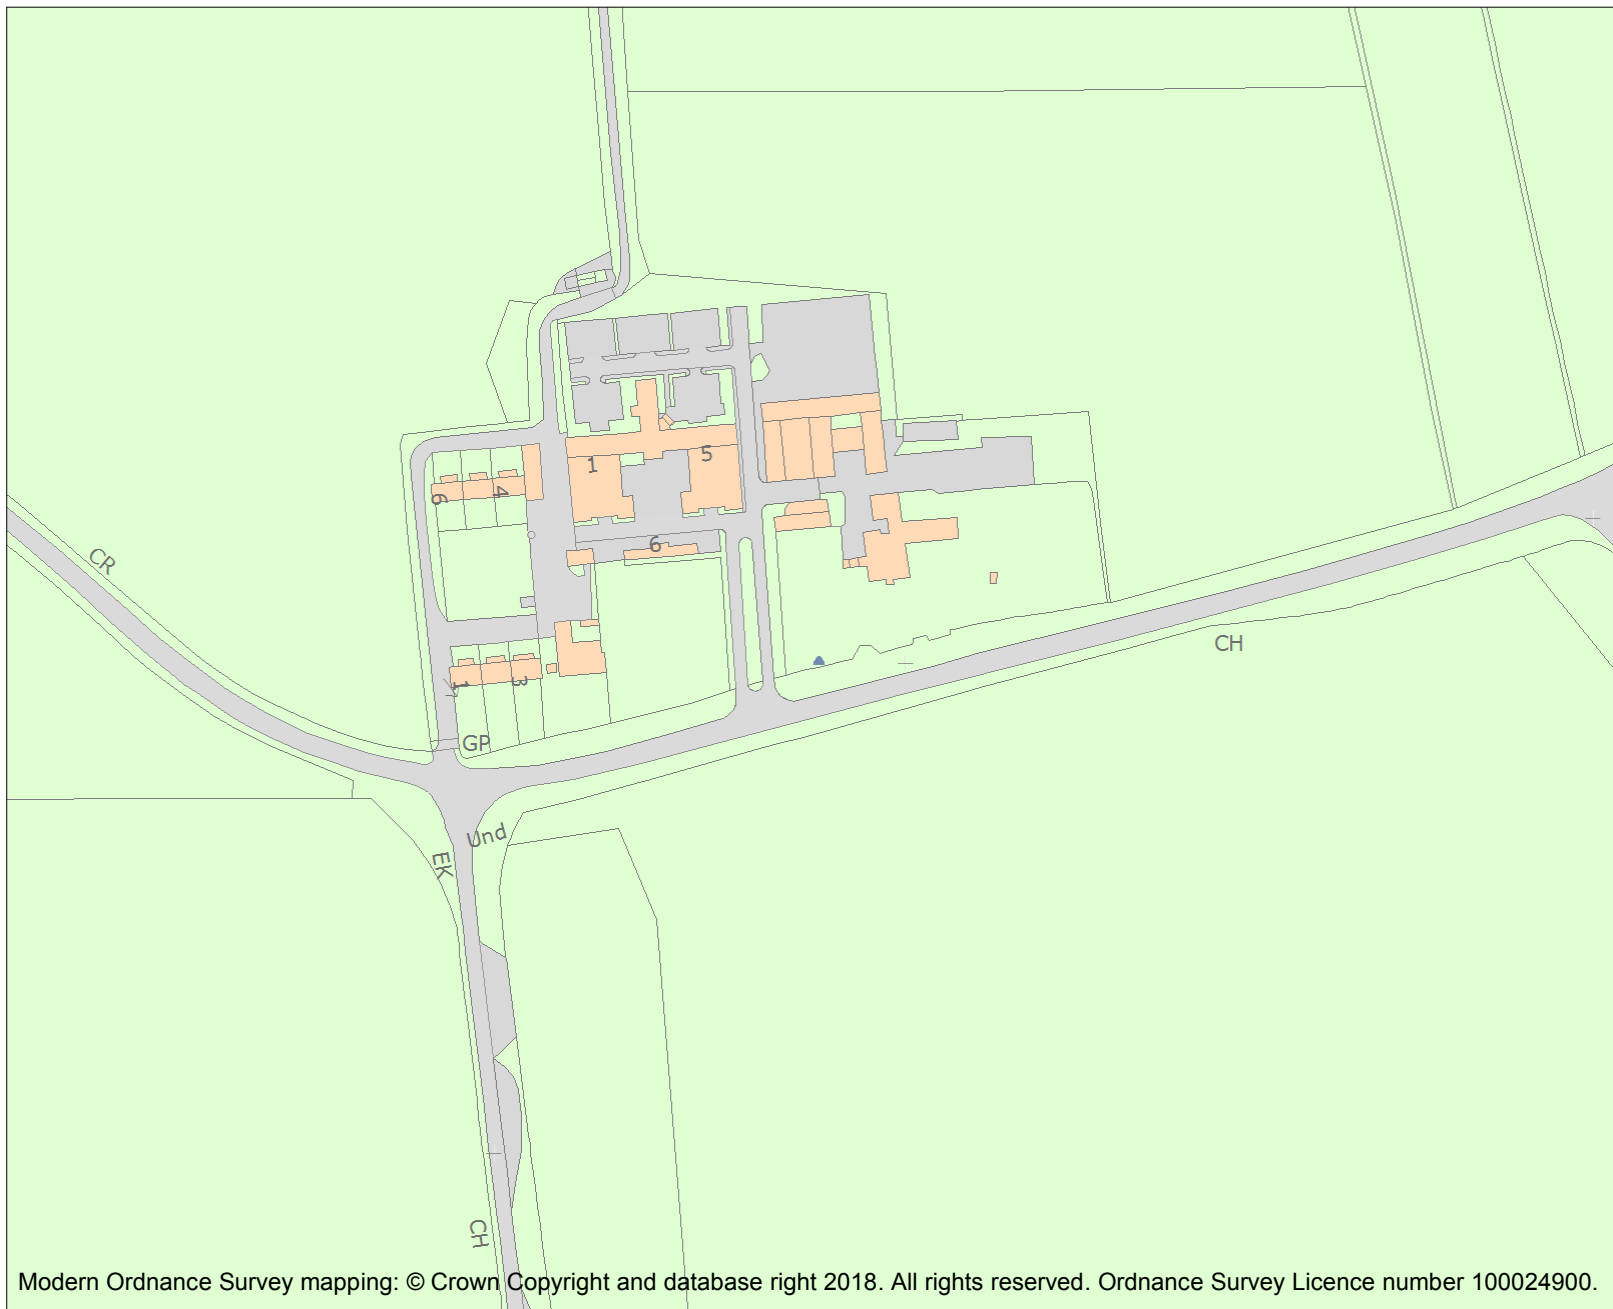 1
5
6
4
6
CR
CH
1
3
GP
Und
EK
CH
Modern Ordnance Survey mapping: © Crown Copyright and database right 2018. All rights reserved. Ordnance Survey Licence number 100024900.